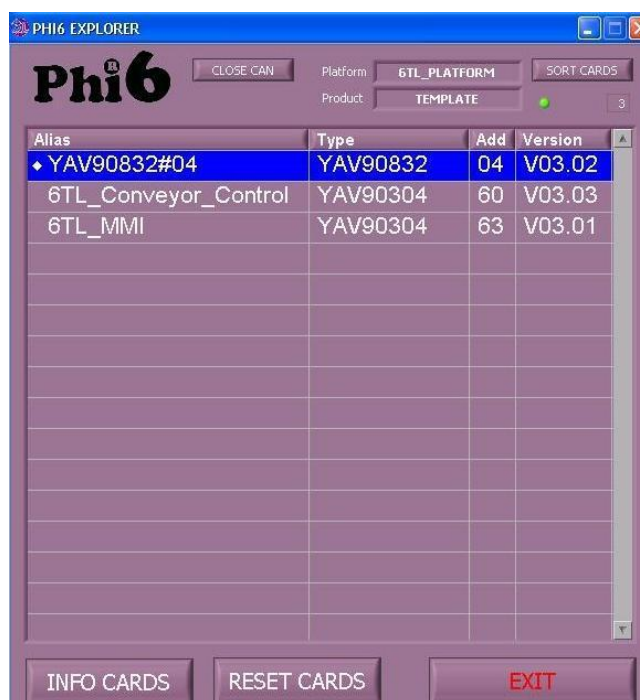 PHI6 EXPLORER
Phi6 R
CLOSE CAN
Platform 6TL_PLATFORM
SORT CARDS
Product TEMPLATE
3
Alias Type Add Version
YAV90832#04 YAV90832 04 V03.02
6TL_Conveyor_Control YAV90304 60 V03.03
6TL_MMI YAV90304 63 V03.01
INFO CARDS RESET CARDS EXIT